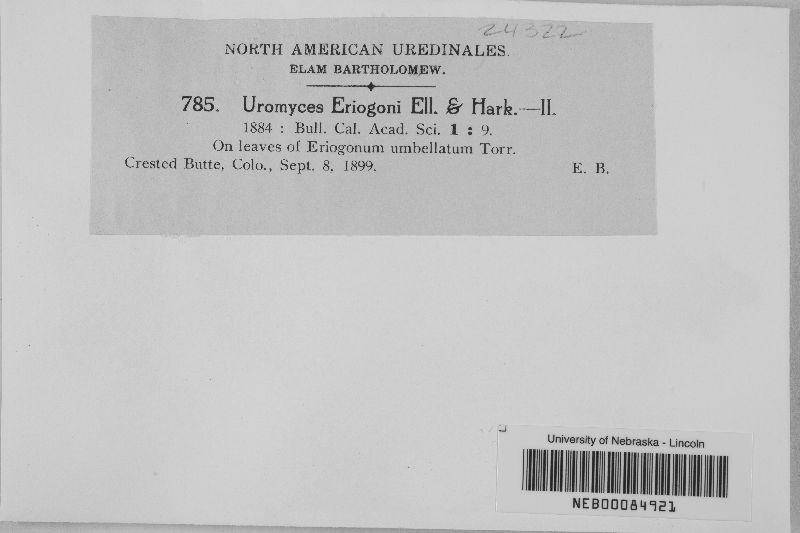 24322
NORTH AMERICAN UREDINALES.
ELAM BARTHOLOMEW.
785. Uromyces Eriogoni Ell. & Hark.—II.
1884 : Bull. Cal. Acad. Sci. 1 : 9.
On leaves of Eriogonum umbellatum Torr.
Crested Butte, Colo., Sept. 8, 1899. E. B.
University of Nebraska - Lincoln
NEB00084921